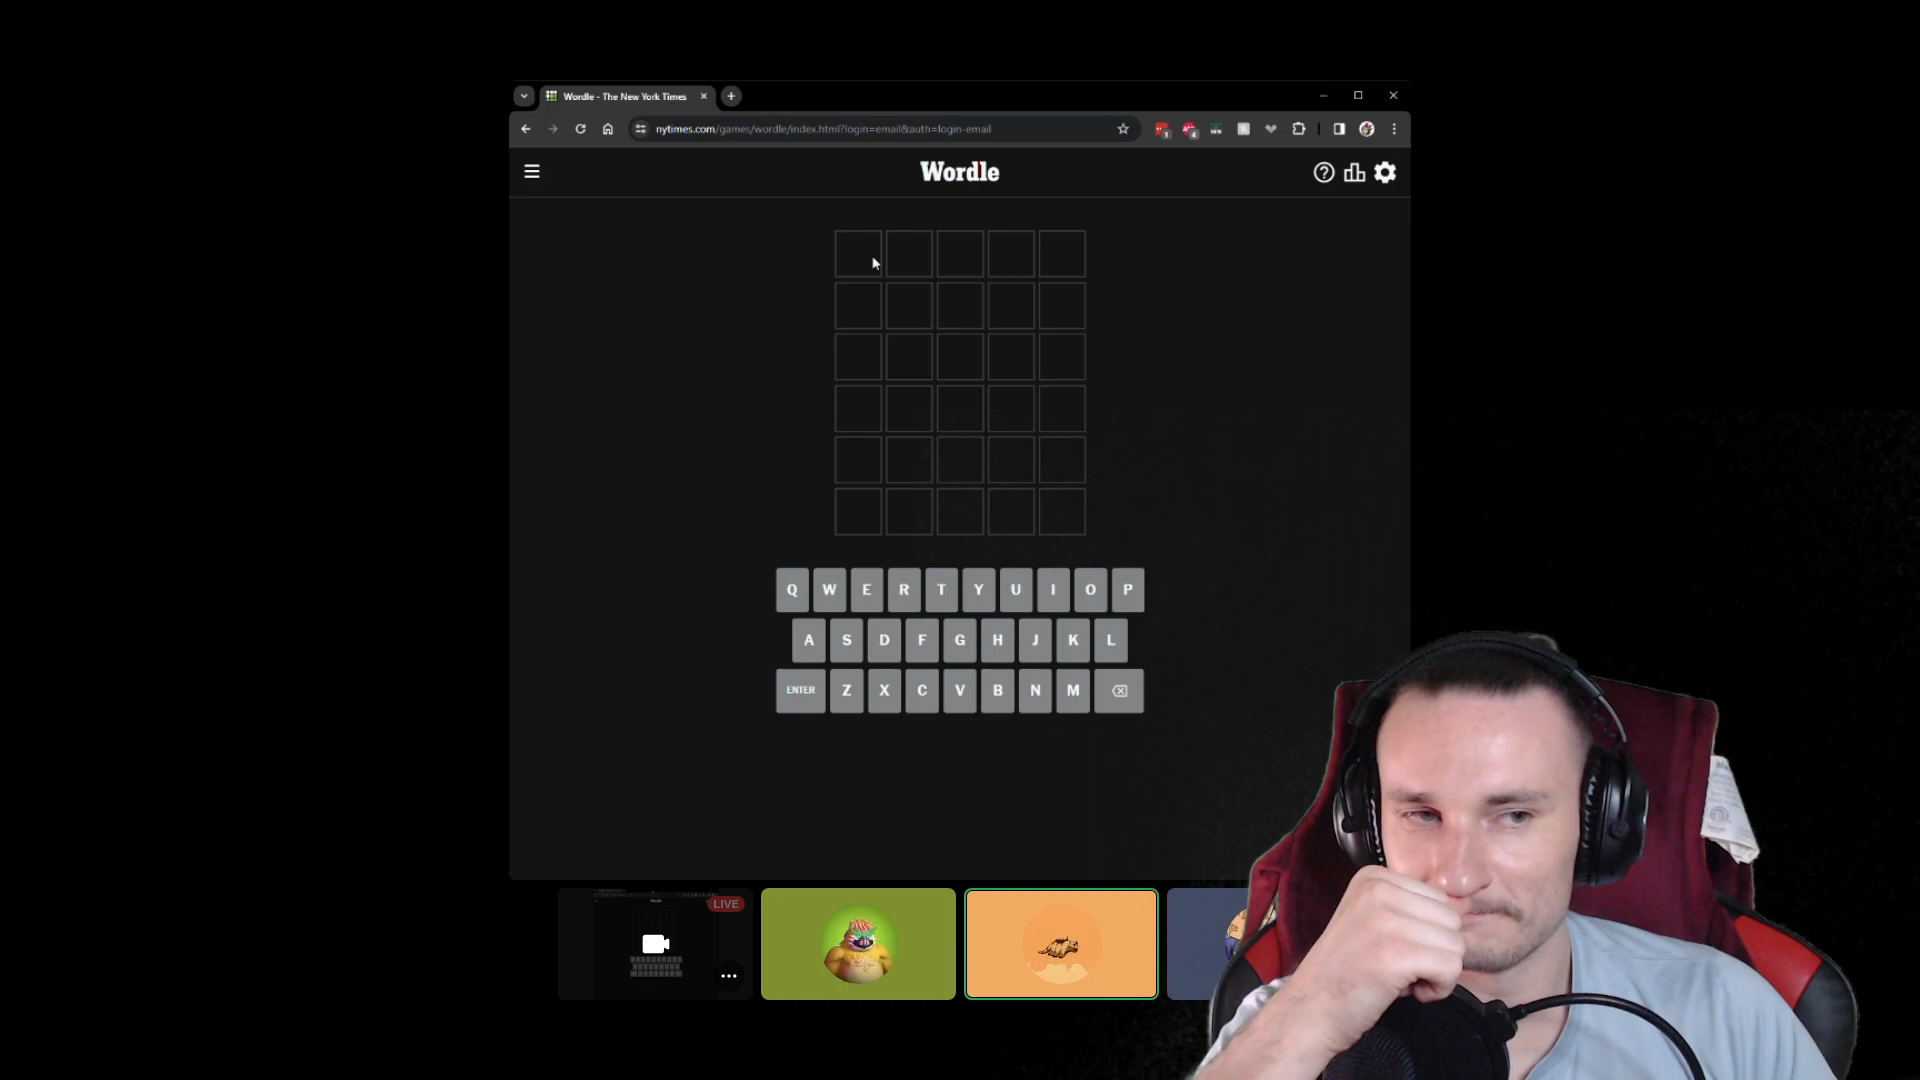 Wordle - The New York Times
nytimes.com/games/wordle/index.html?login=email&auth=login-email
Wordle
Q W E R T Y U I O P
A S D F G H J K L
ENTER Z X C V B N M
LIVE